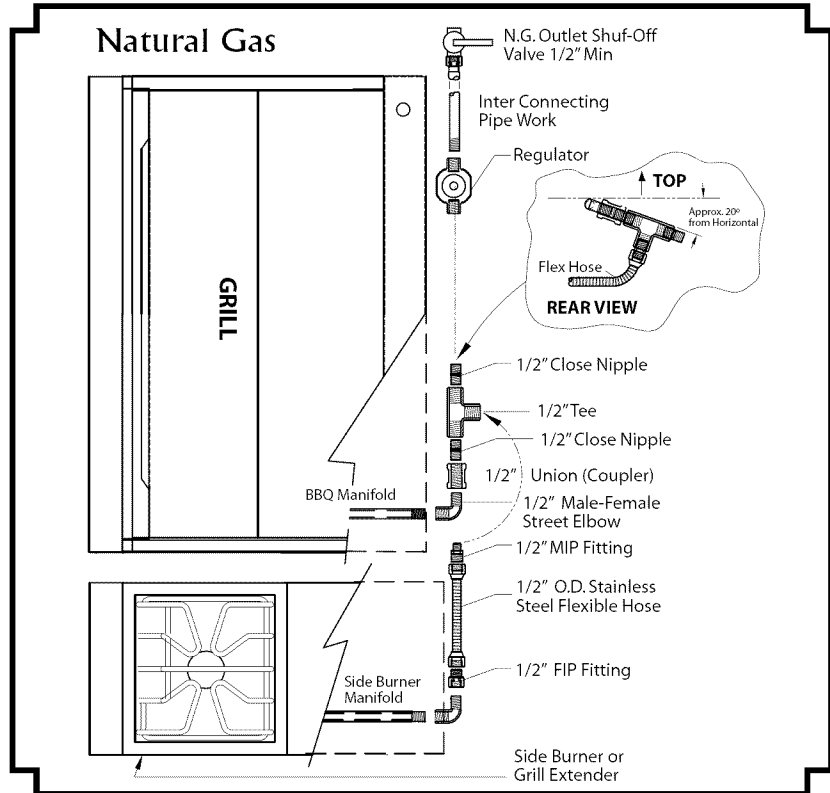 Natural Gas
N.G. Outlet Shuf-Off
Valve 1/2" Min
Inter Connecting
Pipe Work
Regulator
TOP
Approx. 20º
from Horizontal
Flex Hose
REAR VIEW
GRILL
1/2" Close Nipple
1/2" Tee
1/2" Close Nipple
1/2" Union (Coupler)
BBQ Manifold
1/2" Male-Female
Street Elbow
1/2" MIP Fitting
1/2" O.D. Stainless
Steel Flexible Hose
1/2" FIP Fitting
Side Burner
Manifold
Side Burner or
Grill Extender